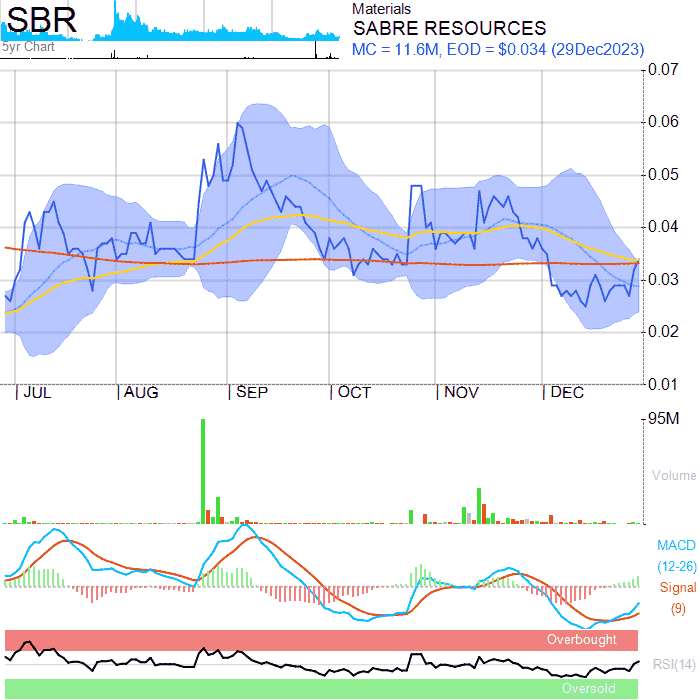 SBR
5yr Chart
Materials
SABRE RESOURCES
MC = 11.6M, EOD = $0.034 (29Dec2023)
0.07
0.06
0.05
0.04
0.03
0.02
0.01
JUL AUG SEP OCT NOV DEC
95M
Volume
MACD
(12-26)
Signal
(9)
Overbought
RSI(14)
Oversold